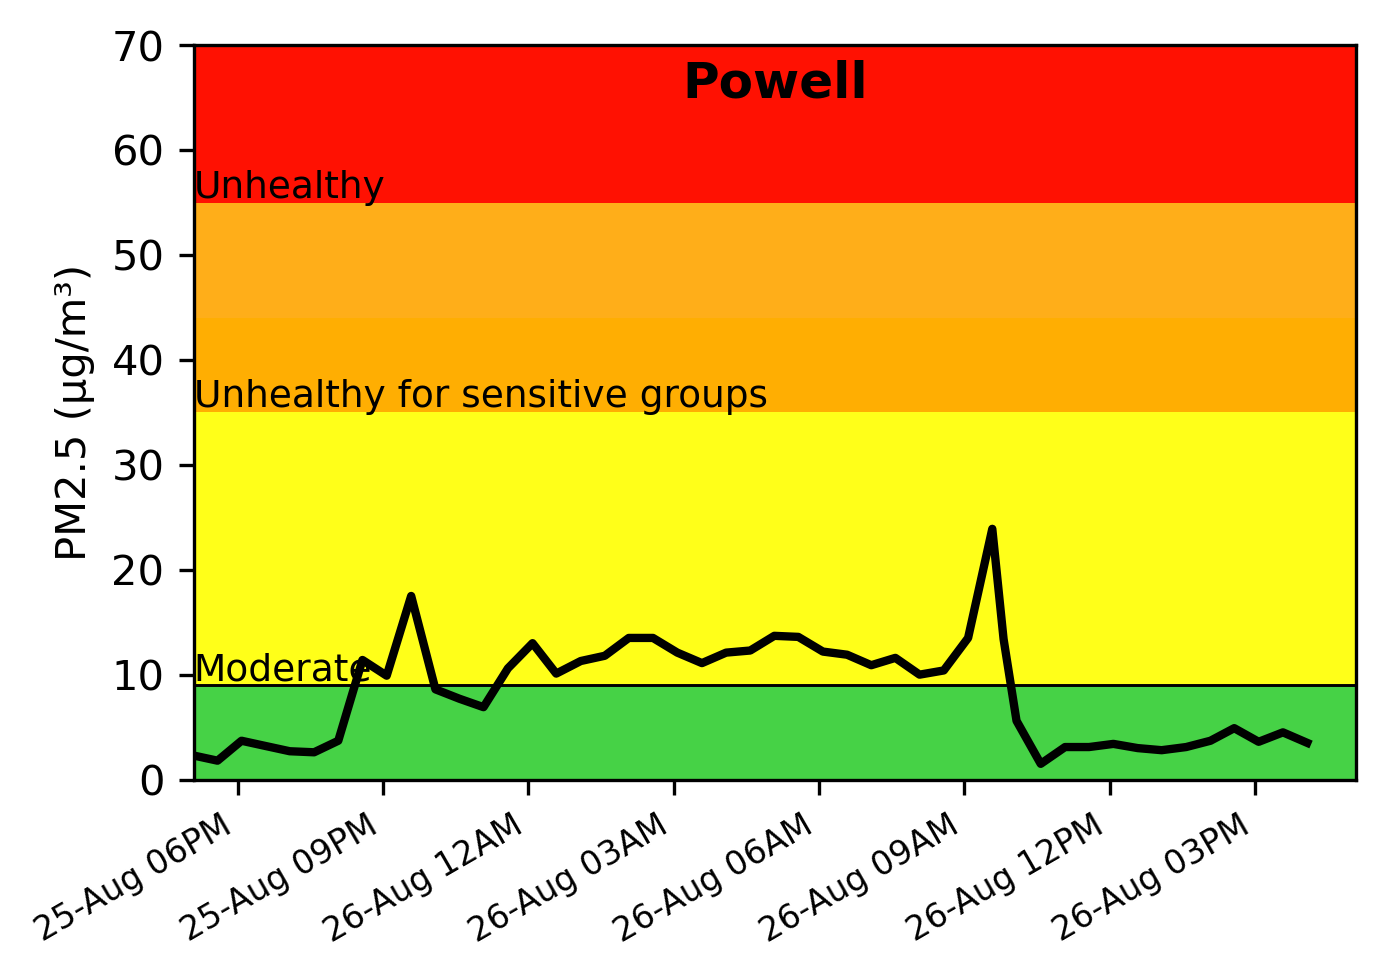 Powell
70
60
50
40
30
20
10
0
PM2.5 (µg/m³)
Unhealthy
Unhealthy for sensitive groups
Moderate
25-Aug 06PM
25-Aug 09PM
26-Aug 12AM
26-Aug 03AM
26-Aug 06AM
26-Aug 09AM
26-Aug 12PM
26-Aug 03PM